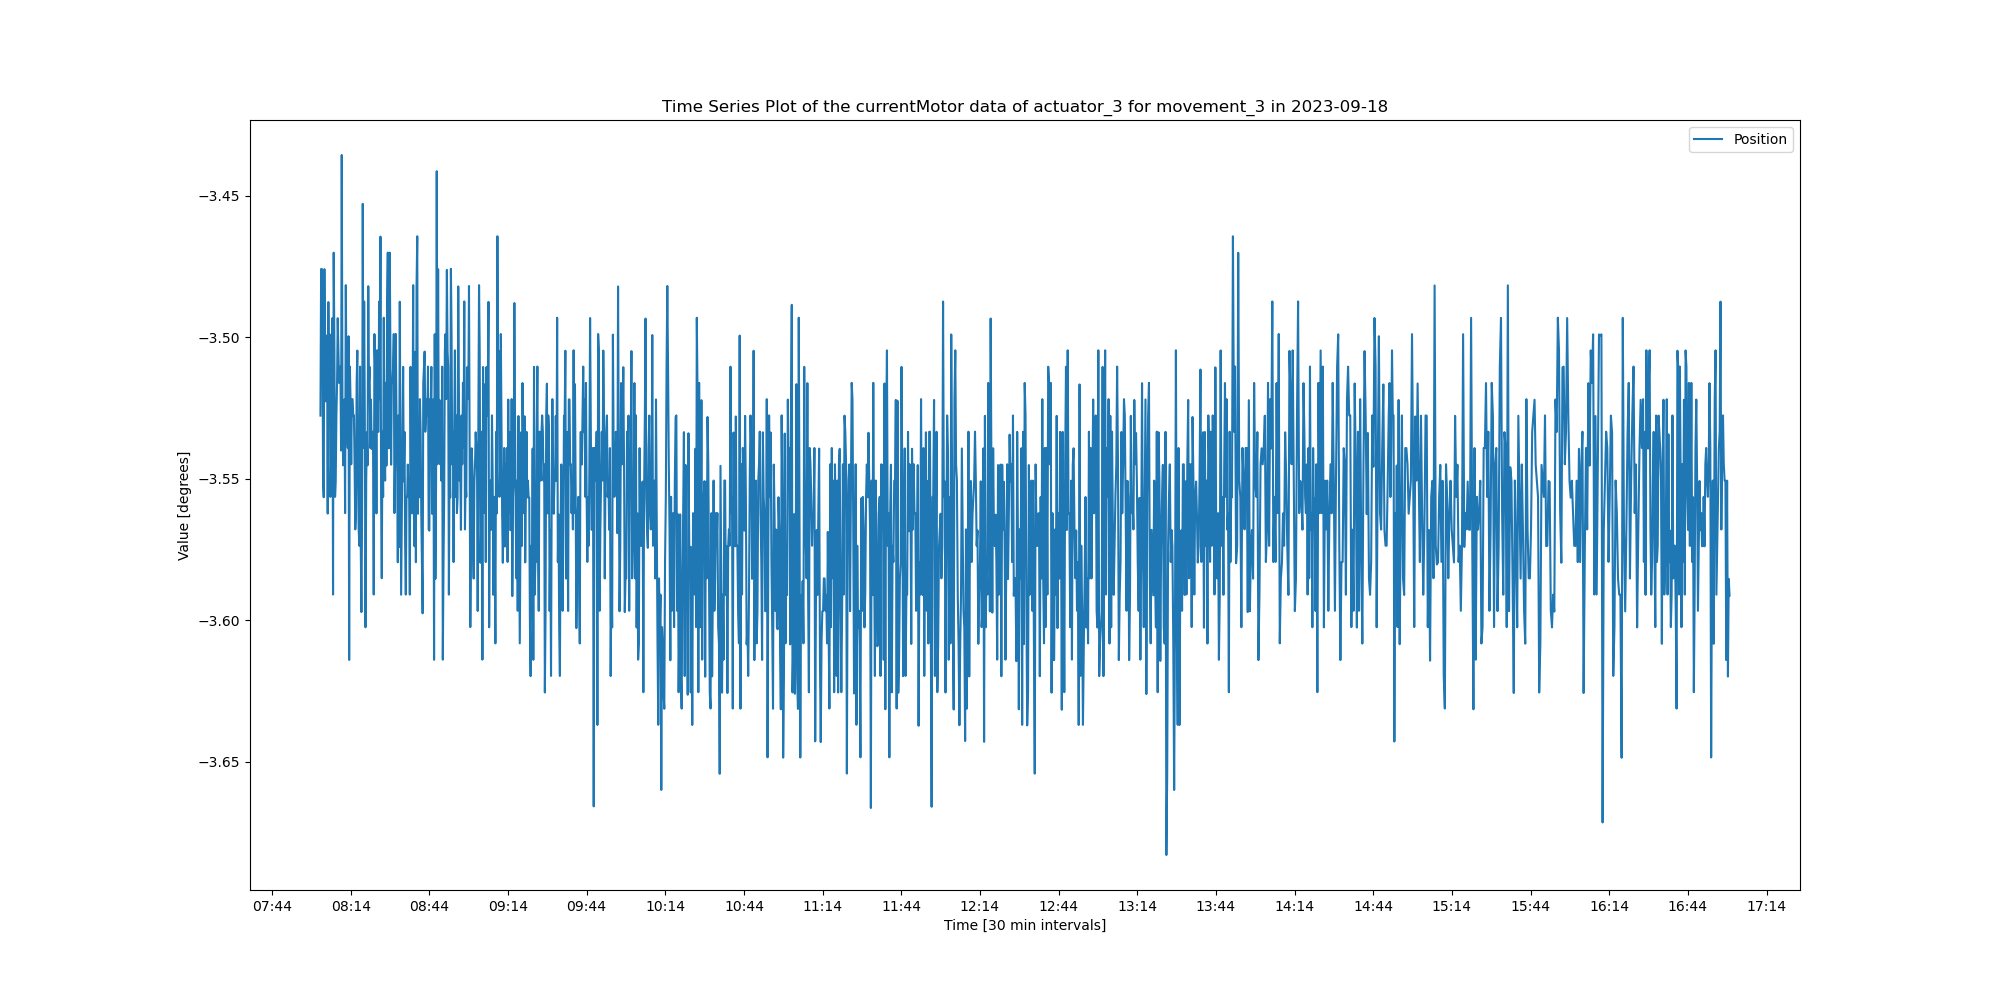 Time Series Plot of the currentMotor data of actuator_3 for movement_3 in 2023-09-18
Position
−3.45
−3.50
−3.55
−3.60
−3.65
Value [degrees]
07:44 08:14 08:44 09:14 09:44 10:14 10:44 11:14 11:44 12:14 12:44 13:14 13:44 14:14 14:44 15:14 15:44 16:14 16:44 17:14
Time [30 min intervals]